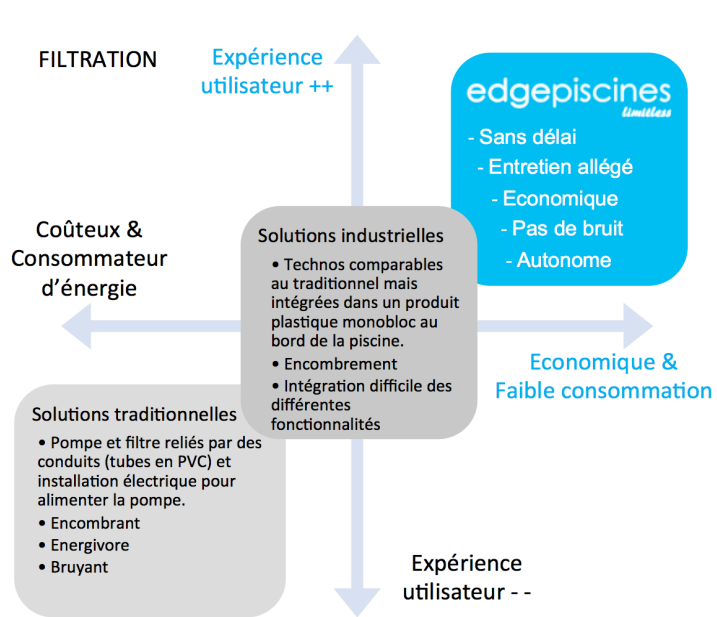 FILTRATION
Expérience
utilisateur ++
edgepiscines
limitless
- Sans délai
- Entretien allégé
- Economique
- Pas de bruit
- Autonome
Coûteux &
Consommateur
d'énergie
Solutions industrielles
• Technos comparables
au traditionnel mais
intégrées dans un produit
plastique monobloc au
bord de la piscine.
• Encombrement
• Intégration difficile des
différentes
fonctionnalités
Economique &
Faible consommation
Solutions traditionnelles
• Pompe et filtre reliés par des
conduits (tubes en PVC) et
installation électrique pour
alimenter la pompe.
• Encombrant
• Energivore
• Bruyant
Expérience
utilisateur - -